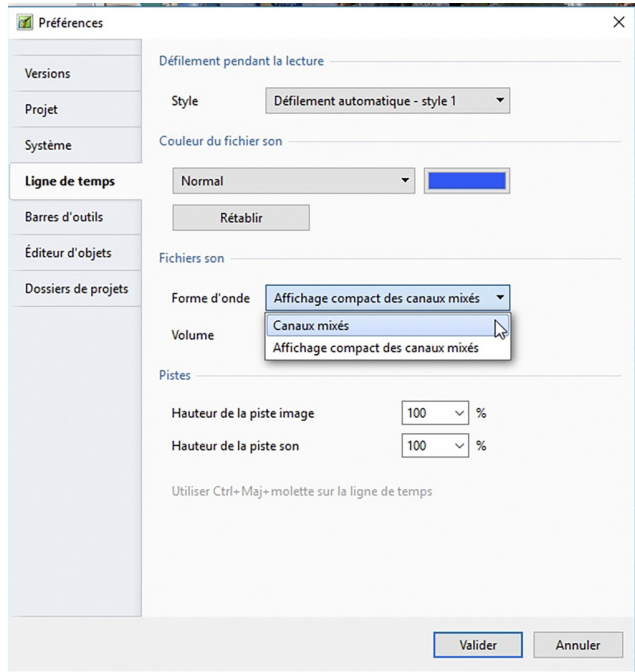 Préférences
Versions
Projet
Système
Ligne de temps
Barres d'outils
Éditeur d'objets
Dossiers de projets
Défilement pendant la lecture
Style Défilement automatique - style 1
Couleur du fichier son
Normal
Rétablir
Fichiers son
Forme d'onde Affichage compact des canaux mixés
Canaux mixés
Volume
Affichage compact des canaux mixés
Pistes
Hauteur de la piste image 100 %
Hauteur de la piste son 100 %
Utiliser Ctrl+Maj+molette sur la ligne de temps
Valider Annuler